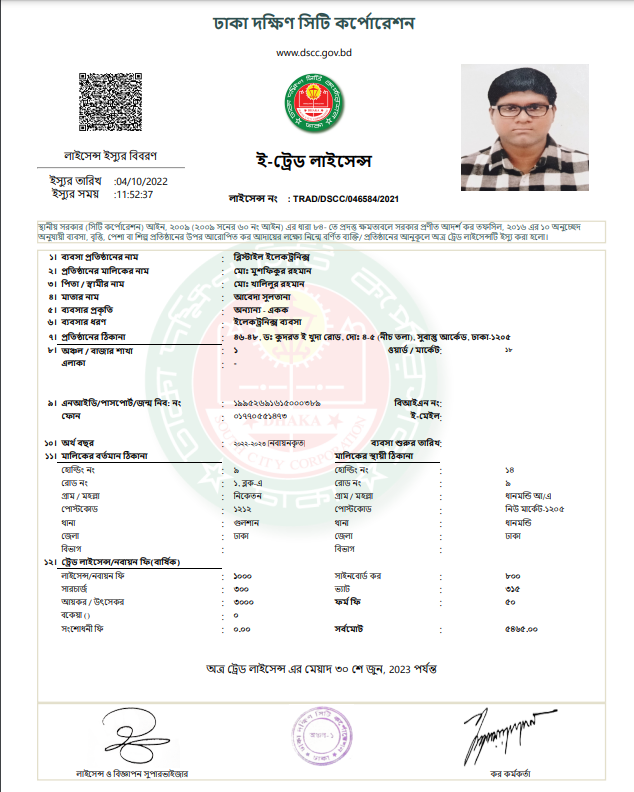 ঢাকা দক্ষিণ সিটি কর্পোরেশন
www.dscc.gov.bd
লাইসেন্স ইস্যুর বিবরণ
ইস্যুর তারিখ :04/10/2022
ইস্যুর সময় : 11:52:37
ই-ট্রেড লাইসেন্স
লাইসেন্স নং : TRAD/DSCC/046584/2021
স্থানীয় সরকার (সিটি কর্পোরেশন) আইন, ২০০৯ (২০০৯ সনের ৬০ নং আইন) এর ধারা ৮৪- তে প্রদত্ত ক্ষমতাবলে সরকার প্রণীত আদর্শ কর তফসিল, ২০১৬ এর ১০ অনুচ্ছেদ
অনুযায়ী ব্যবসা, বৃত্তি, পেশা বা শিল্প প্রতিষ্ঠানের উপর আরোপিত কর আদায়ের লক্ষ্যে নিম্নে বর্ণিত ব্যক্তি/ প্রতিষ্ঠানের অনুকূলে অত্র ট্রেড লাইসেন্সটি ইস্যু করা হলো।
১। ব্যবসা প্রতিষ্ঠানের নাম : ব্রিস্টাইল ইলেকট্রনিক্স
২। প্রতিষ্ঠানের মালিকের নাম : মোঃ মুশফিকুর রহমান
৩। পিতা / স্বামীর নাম : মোঃ খালিলুর রহমান
৪। মাতার নাম : আবেদা সুলতানা
৫। ব্যবসার প্রকৃতি : অন্যান্য - একক
৬। ব্যবসার ধরণ : ইলেকট্রনিক্স ব্যবসা
৭। প্রতিষ্ঠানের ঠিকানা : ৪৬-৪৮, ডঃ কুদরত ই খুদা রোড, দোঃ ৪-৫ (নীচ তলা), সুবাস্তু আর্কেড, ঢাকা-১২০৫
৮। অঞ্চল / বাজার শাখা : ১ ওয়ার্ড / মার্কেট: ১৮
এলাকা : -
৯। এনআইডি/পাসপোর্ট/জন্ম নিব: নং : ১৯৯৫২৬৯১৬১৫০০০৩৮৯ বিআইএন নং:
ফোন : ০১৭৭০৫৫১৪৭৩ ই-মেইল:
১০। অর্থ বছর : ২০২২-২০২৩ (নবায়নকৃত) ব্যবসা শুরুর তারিখ:
১১। মালিকের বর্তমান ঠিকানা মালিকের স্থায়ী ঠিকানা
হোল্ডিং নং : ৯ হোল্ডিং নং : ১৪
রোড নং : ১, ব্লক-এ রোড নং : ৯
গ্রাম / মহল্লা : নিকেতন গ্রাম / মহল্লা : ধানমন্ডি আ/এ
পোস্টকোড : ১২১২ পোস্টকোড : নিউ মার্কেট-১২০৫
থানা : গুলশান থানা : ধানমন্ডি
জেলা : ঢাকা জেলা : ঢাকা
বিভাগ : বিভাগ :
১২। ট্রেড লাইসেন্স/নবায়ন ফি(বার্ষিক)
লাইসেন্স/নবায়ন ফি : ১০০০ সাইনবোর্ড কর : ৮০০
সারচার্জ : ৩০০ ভ্যাট : ৩১৫
আয়কর / উৎসেকর : ৩০০০ ফর্ম ফি : ৫০
বকেয়া () : ০
সংশোধনী ফি : ০.০০ সর্বমোট : ৫৪৬৫.০০
অত্র ট্রেড লাইসেন্স এর মেয়াদ ৩০ শে জুন, 2023 পর্যন্ত
লাইসেন্স ও বিজ্ঞাপন সুপারভাইজার
কর কর্মকর্তা